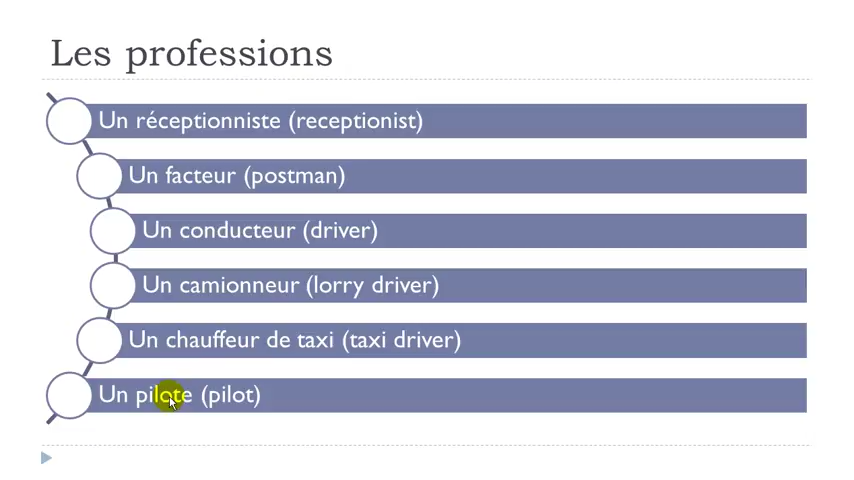 Les professions
Un réceptionniste (receptionist)
Un facteur (postman)
Un conducteur (driver)
Un camionneur (lorry driver)
Un chauffeur de taxi (taxi driver)
Un pilote (pilot)